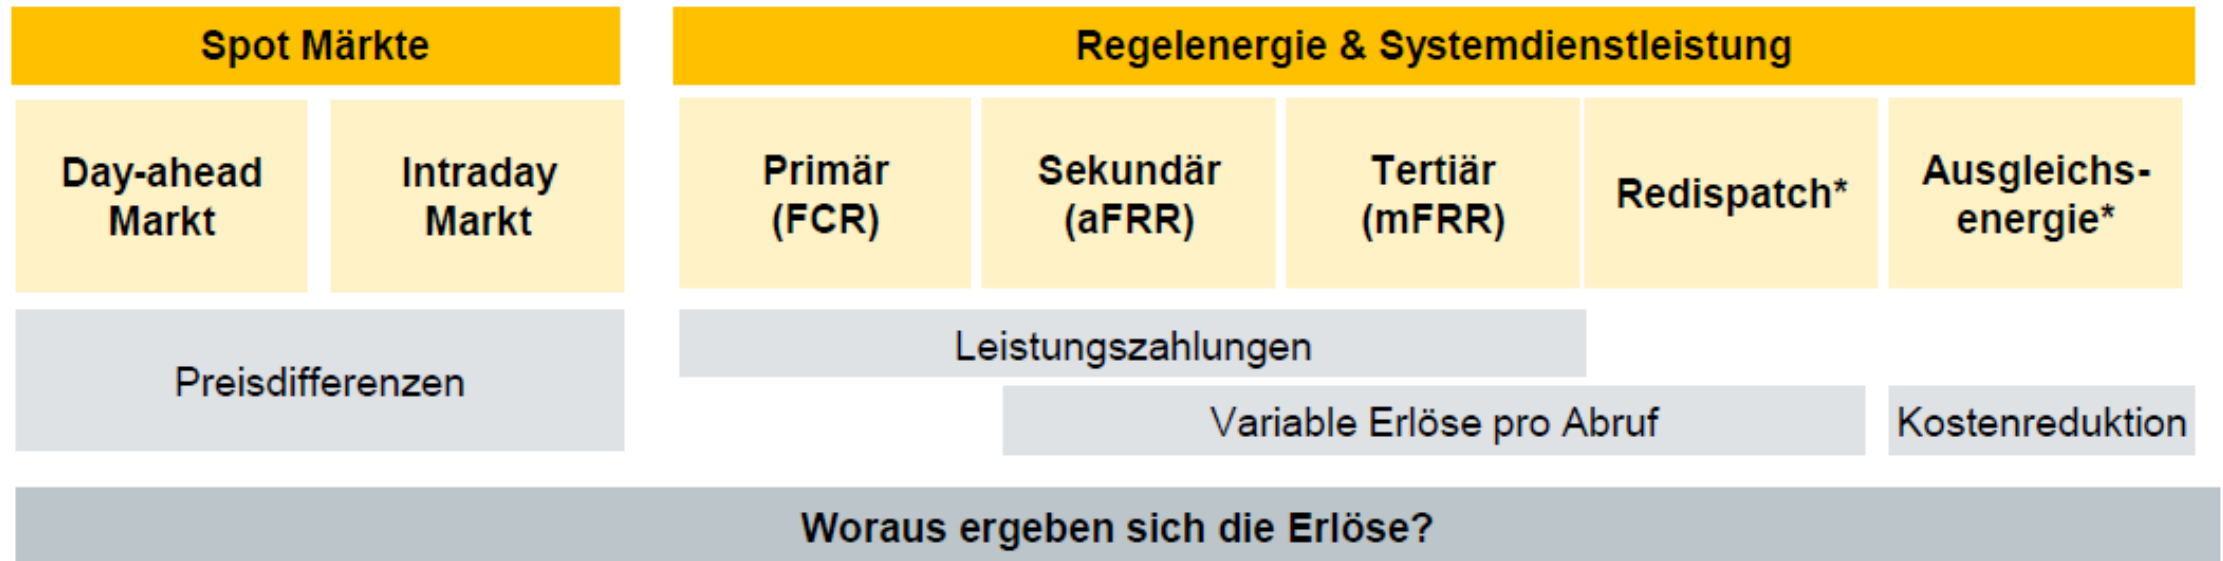 Spot Märkte
Regelenergie & Systemdienstleistung
Day-ahead
Markt
Intraday
Markt
Primär
(FCR)
Sekundär
(aFRR)
Tertiär
(mFRR)
Redispatch*
Ausgleichs-
energie*
Preisdifferenzen
Leistungszahlungen
Variable Erlöse pro Abruf
Kostenreduktion
Woraus ergeben sich die Erlöse?